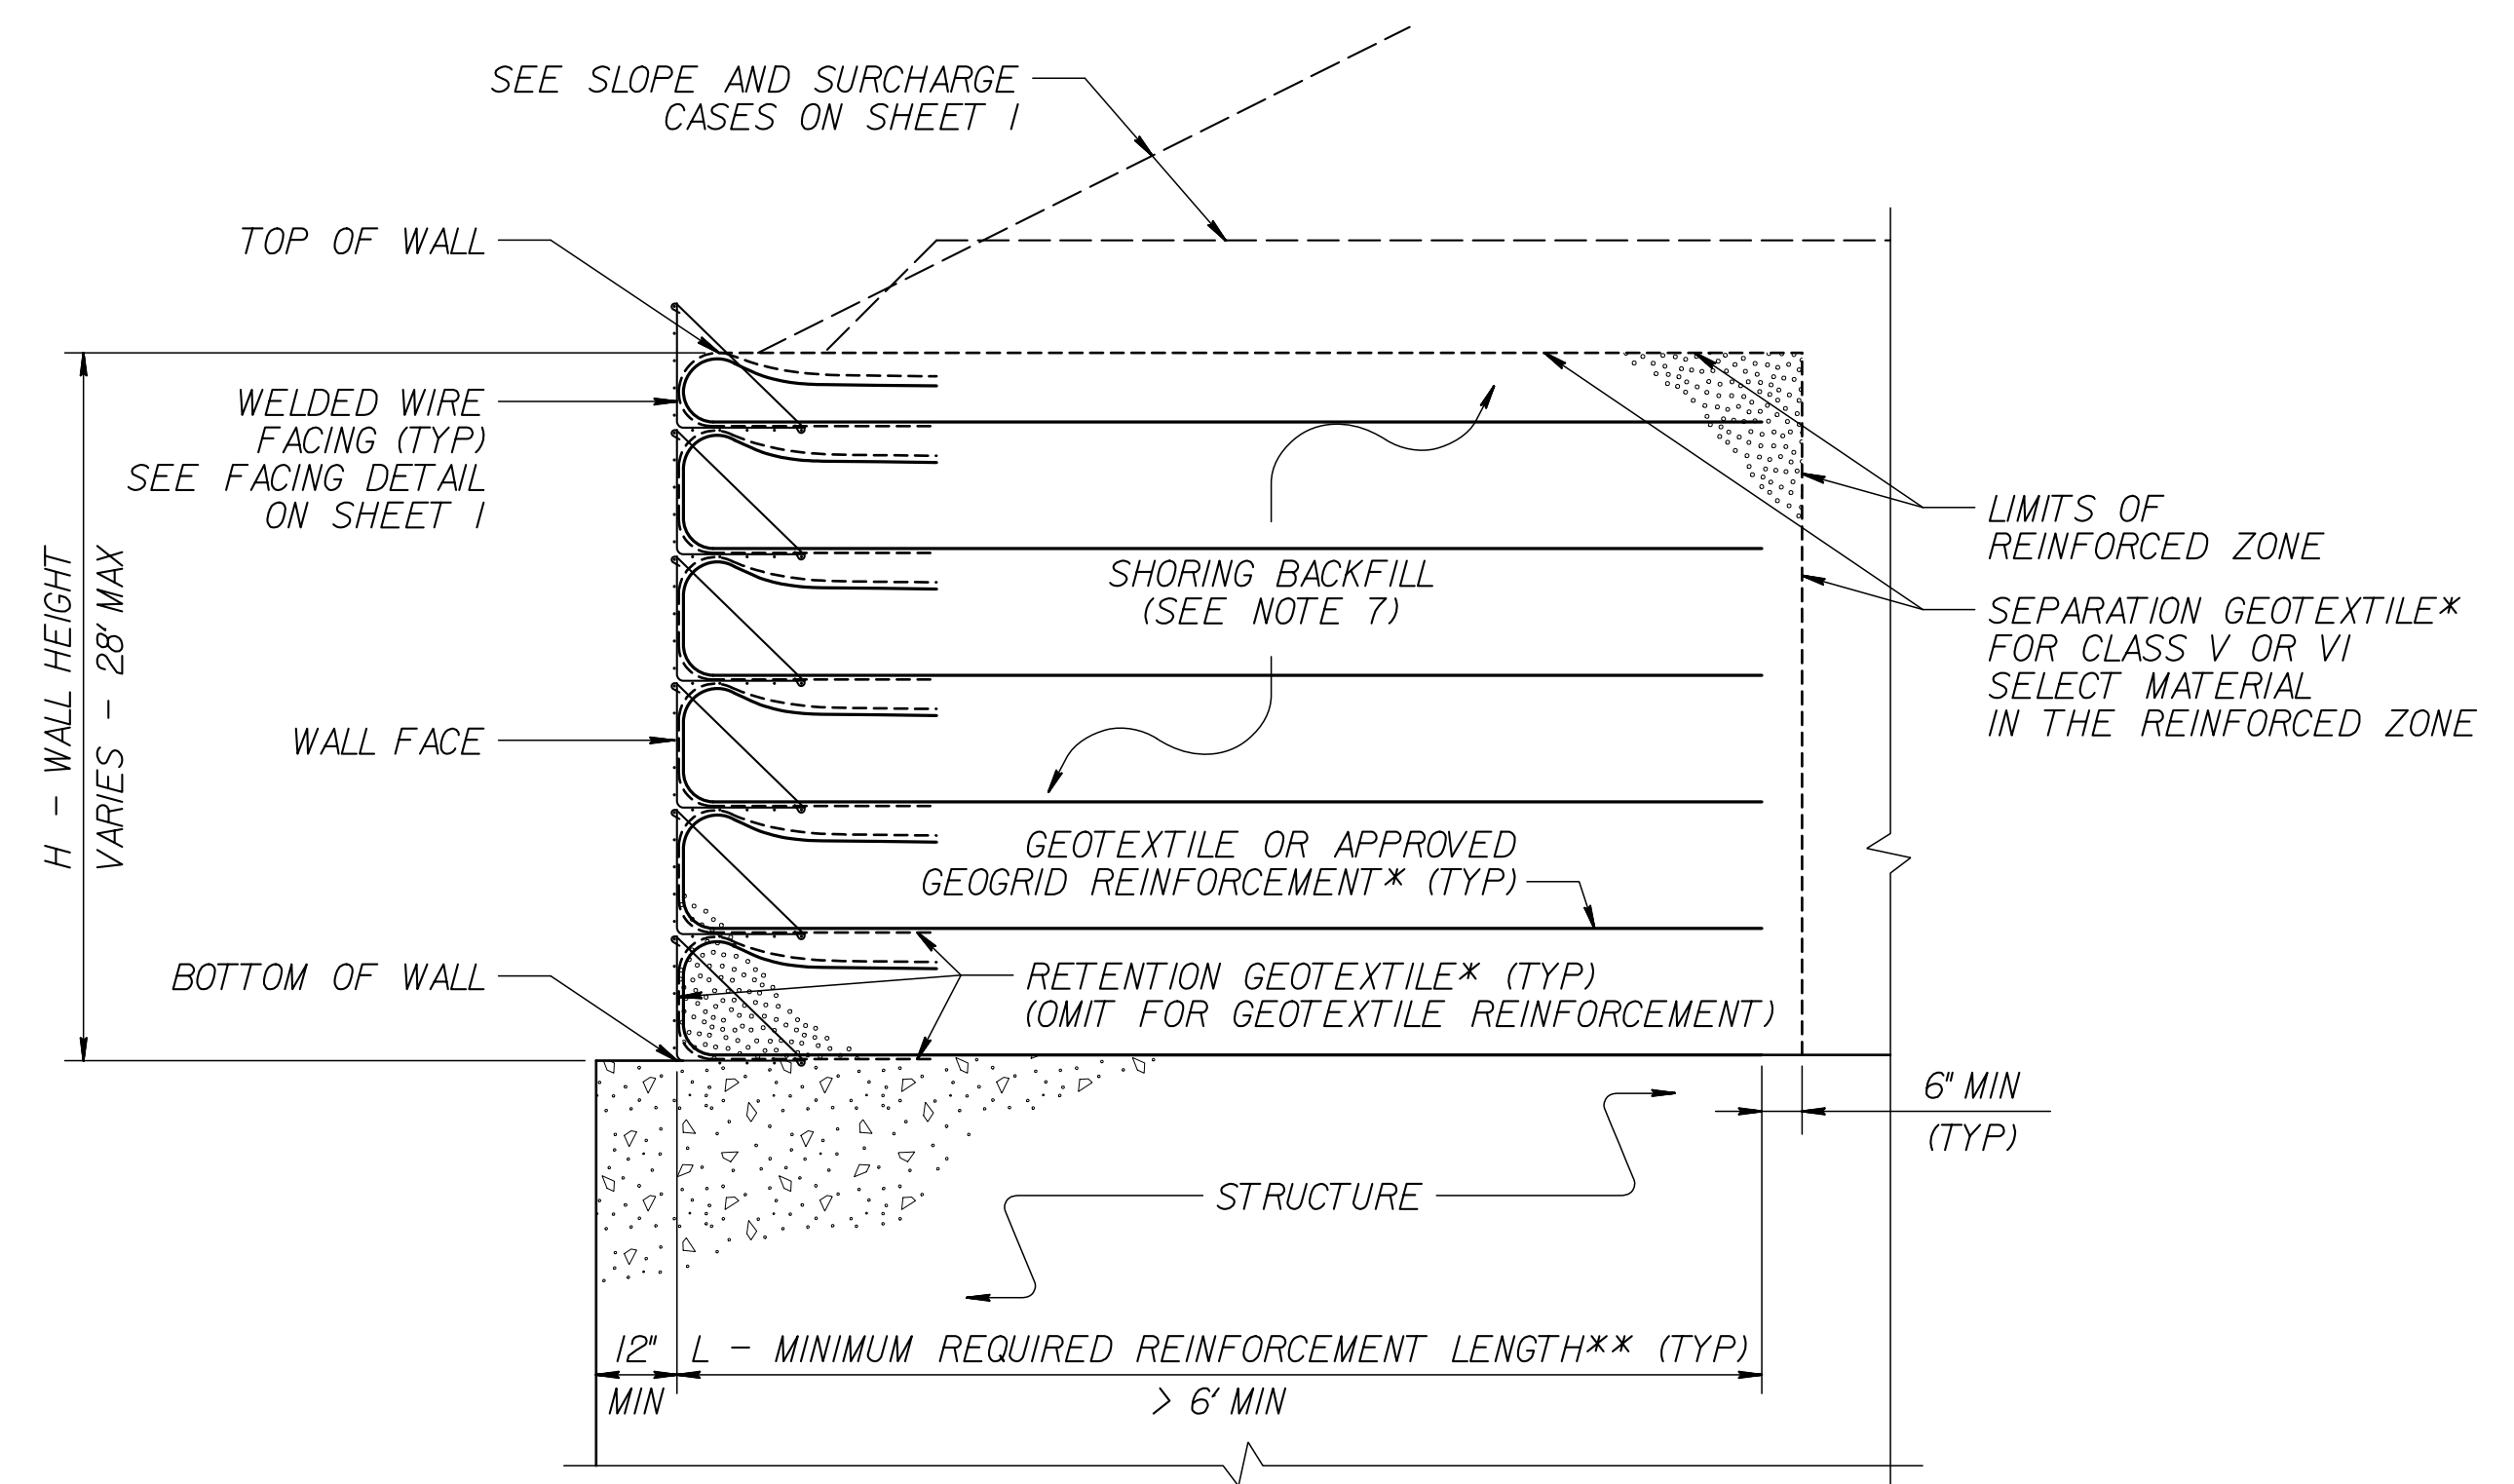 SEE SLOPE AND SURCHARGE
CASES ON SHEET 1
TOP OF WALL
WELDED WIRE
FACING (TYP)
SEE FACING DETAIL
ON SHEET 1
H - WALL HEIGHT
VARIES - 28' MAX
WALL FACE
BOTTOM OF WALL
SHORING BACKFILL
(SEE NOTE 7)
LIMITS OF
REINFORCED ZONE
SEPARATION GEOTEXTILE*
FOR CLASS V OR VI
SELECT MATERIAL
IN THE REINFORCED ZONE
GEOTEXTILE OR APPROVED
GEOGRID REINFORCEMENT* (TYP)
RETENTION GEOTEXTILE* (TYP)
(OMIT FOR GEOTEXTILE REINFORCEMENT)
6" MIN
(TYP)
STRUCTURE
12"
MIN
L - MINIMUM REQUIRED REINFORCEMENT LENGTH** (TYP)
> 6' MIN